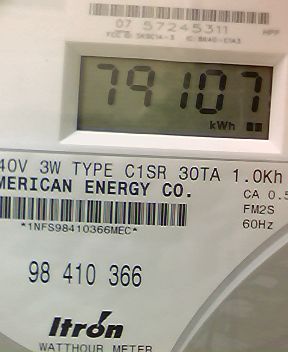 07 57245311
79107
kWh
40V 3W TYPE C1SR 30TA 1.0Kh
MERICAN ENERGY CO.
CA 0.5
FM2S
60Hz
*1NFS98410366MEC*
98 410 366
Itrón
WATTHOUR METER